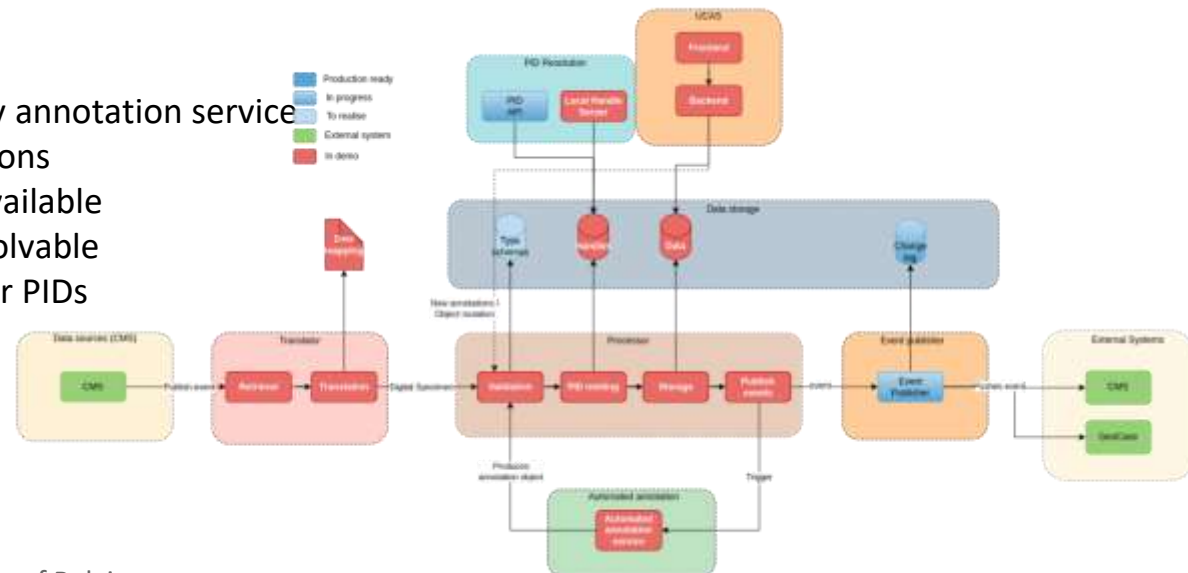 y annotation service
ons
vailable
olvable
r PIDs
Production ready
In progress
To realise
External system
In demo
UCAS
Frontend
Backend
PID Resolution
PID
API
Local Handle
Server
Data storage
Type
Handles
Data
Change
log
Data
mapping
New annotations /
Object mutation
Data sources (CMS)
CMS
Publish event
Translator
Retriever
Translation
Digital Specimen
Processor
Validation
PID minting
Manage
Publish
events
event
Event publisher
Event
Publisher
External Systems
CMS
GeoCase
Produces
annotation object
Trigger
Automated annotation
Automated
annotation
service